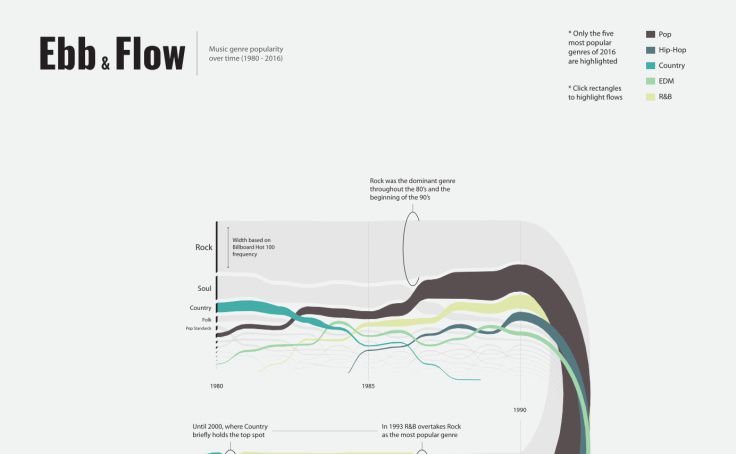 Ebb & Flow
Music genre popularity
over time (1980 - 2016)
* Only the five
most popular
genres of 2016
are highlighted
* Click rectangles
to highlight flows
Pop
Hip-Hop
Country
EDM
R&B
Rock was the dominant genre
throughout the 80's and the
beginning of the 90's
Rock
Width based on
Billboard Hot 100
frequency
Soul
Country
Folk
Pop Standards
1980
1985
1990
Until 2000, where Country
briefly holds the top spot
In 1993 R&B overtakes Rock
as the most popular genre